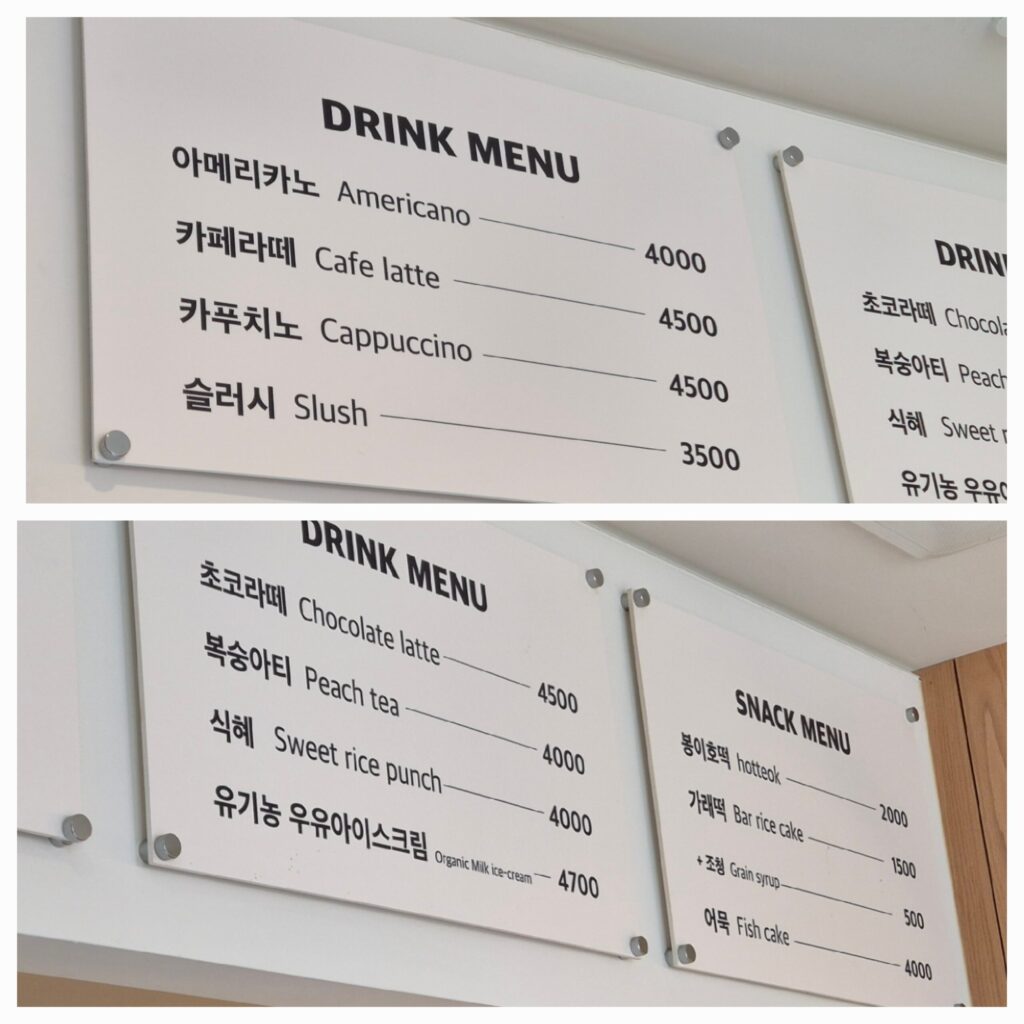 DRINK MENU
아메리카노 Americano 4000
카페라떼 Cafe latte 4500
카푸치노 Cappuccino 4500
슬러시 Slush 3500
초코라떼
복숭아티 Peach
식혜 Sweet
유기농
DRINK MENU
초코라떼 Chocolate latte 4500
복숭아티 Peach tea 4000
식혜 Sweet rice punch 4000
유기농 우유아이스크림 Organic Milk ice-cream 4700
SNACK MENU
봉이호떡 hotteok 2000
가래떡 Bar rice cake 1500
+ 조청 Grain syrup 500
어묵 Fish cake 4000